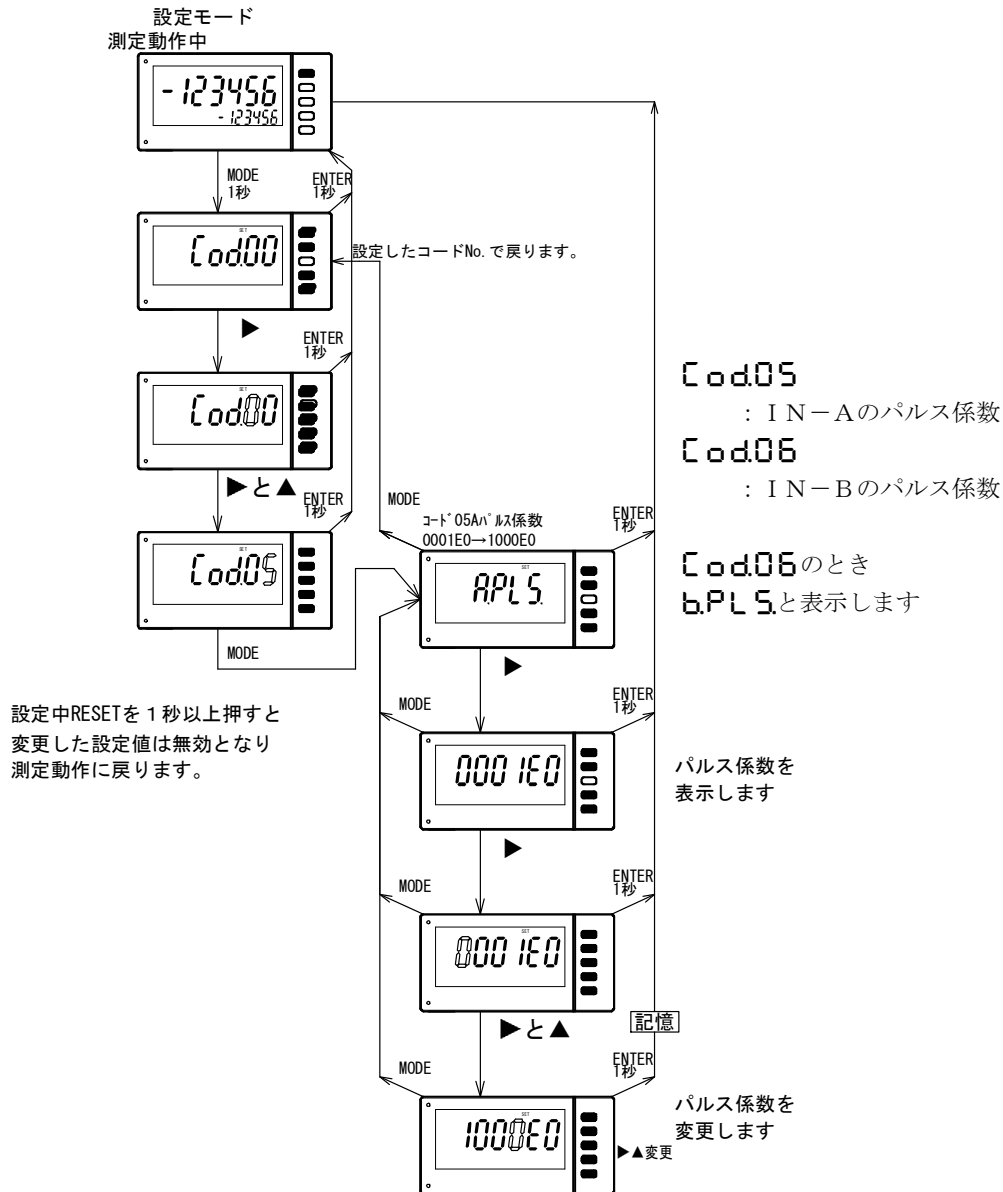 設定モード
測定動作中
-123456
-123456
MODE
1秒
ENTER
1秒
SET
Cod.00
設定したコードNo.で戻ります。
▶
ENTER
1秒
SET
Cod.00
▶と▲
ENTER
1秒
SET
Cod.05
MODE
設定中RESETを１秒以上押すと
変更した設定値は無効となり
測定動作に戻ります。
MODE
コード05Aパルス係数
0001E0→1000E0
ENTER
1秒
SET
A.PLS.
▶
MODE
ENTER
1秒
0001E0
▶
MODE
ENTER
1秒
SET
0001E0
▶と▲
記憶
MODE
ENTER
1秒
SET
1000E0
▶▲変更
Cod.05
：ＩＮ－Ａのパルス係数
Cod.06
：ＩＮ－Ｂのパルス係数
Cod.06のとき
b.PLS.と表示します
パルス係数を
表示します
パルス係数を
変更します